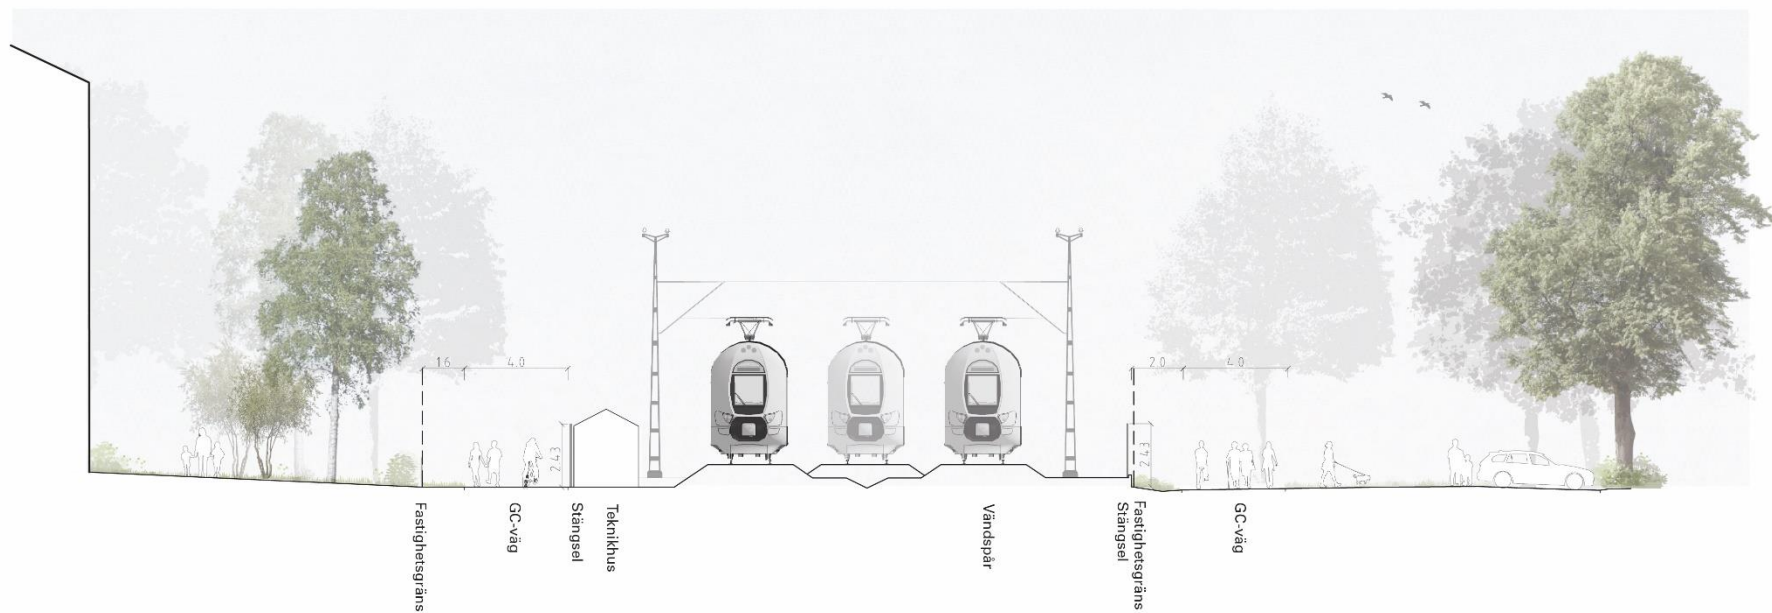 1.6
4.0
2.43
2.0
4.0
2.43
Fastighetsgräns
GC-väg
Stängsel
Teknikhus
Vändspår
Stängsel
Fastighetsgräns
GC-väg